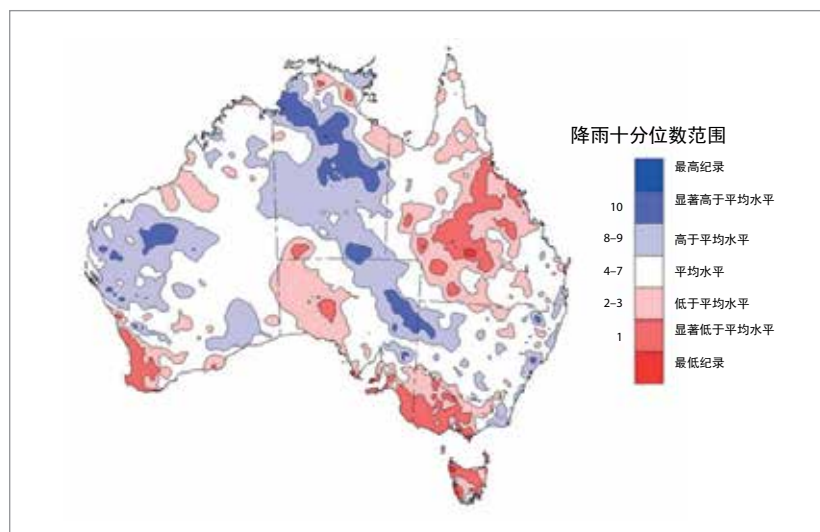 降雨十分位数范围
最高纪录
10 显著高于平均水平
8–9 高于平均水平
4–7 平均水平
2–3 低于平均水平
1 显著低于平均水平
最低纪录